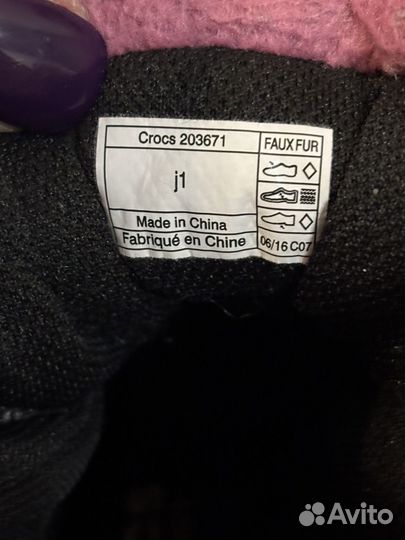 Crocs 203671
FAUX FUR
j1
Made in China
Fabriqué en Chine
06/16 C07
Avito